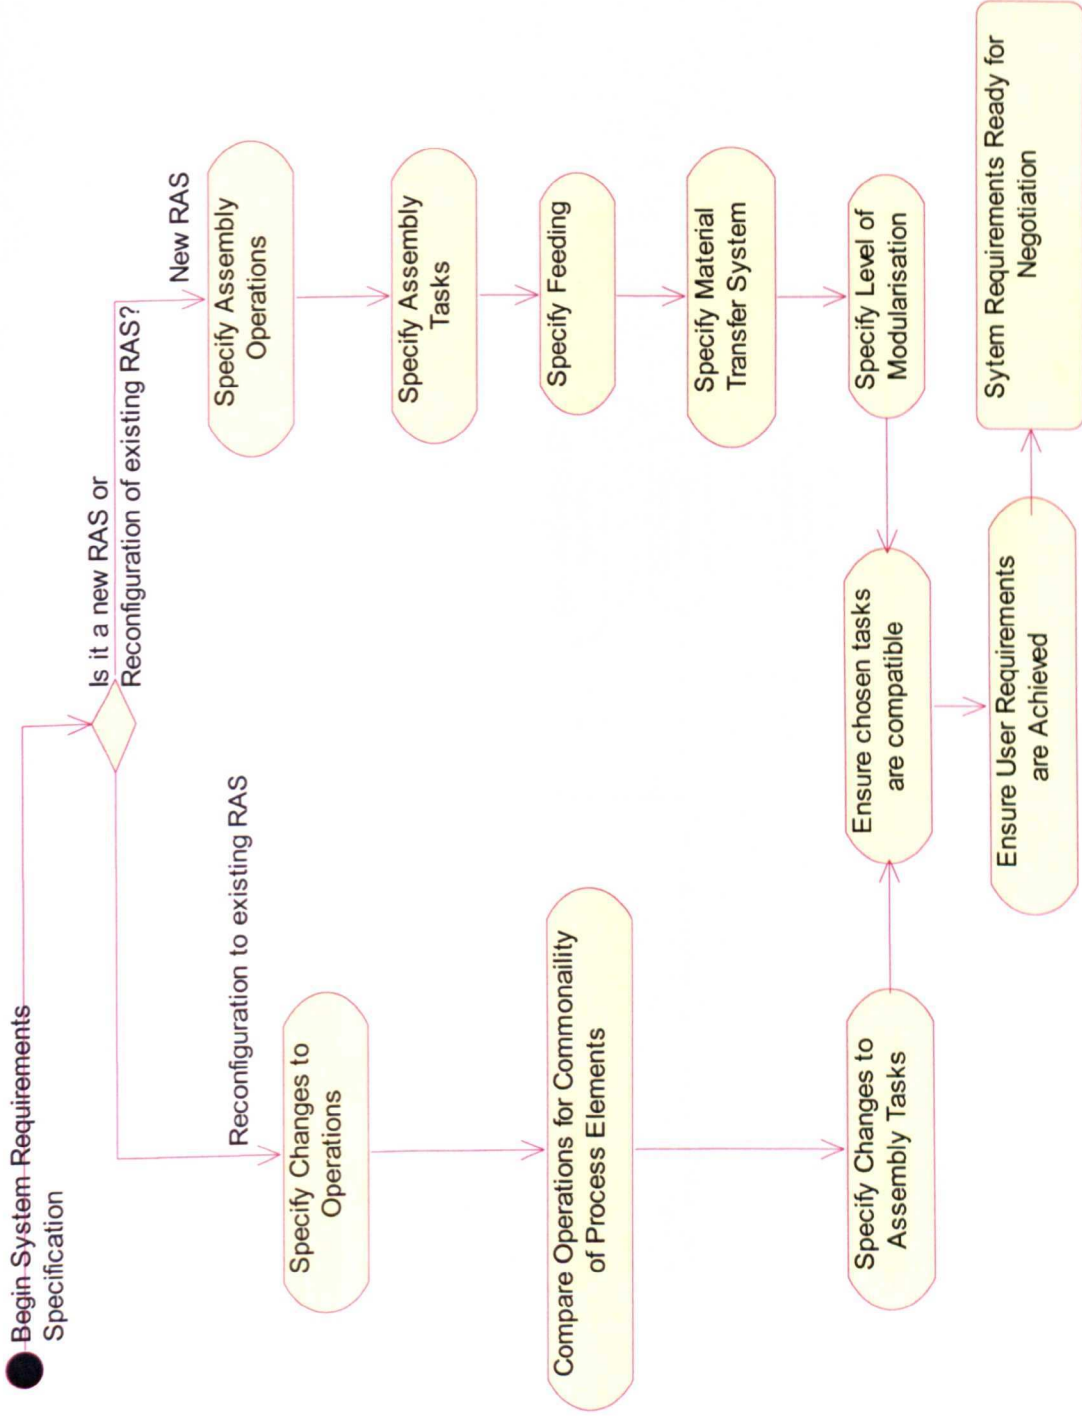 Begin System Requirements
Specification
Is it a new RAS or
Reconfiguration of existing RAS?
New RAS
Reconfiguration to existing RAS
Specify Assembly
Operations
Specify Changes to
Operations
Specify Assembly
Tasks
Specify Feeding
Compare Operations for Commonaility
of Process Elements
Specify Material
Transfer System
Specify Level of
Modularisation
Specify Changes to
Assembly Tasks
Ensure chosen tasks
are compatible
Ensure User Requirements
are Achieved
Sytem Requirements Ready for
Negotiation